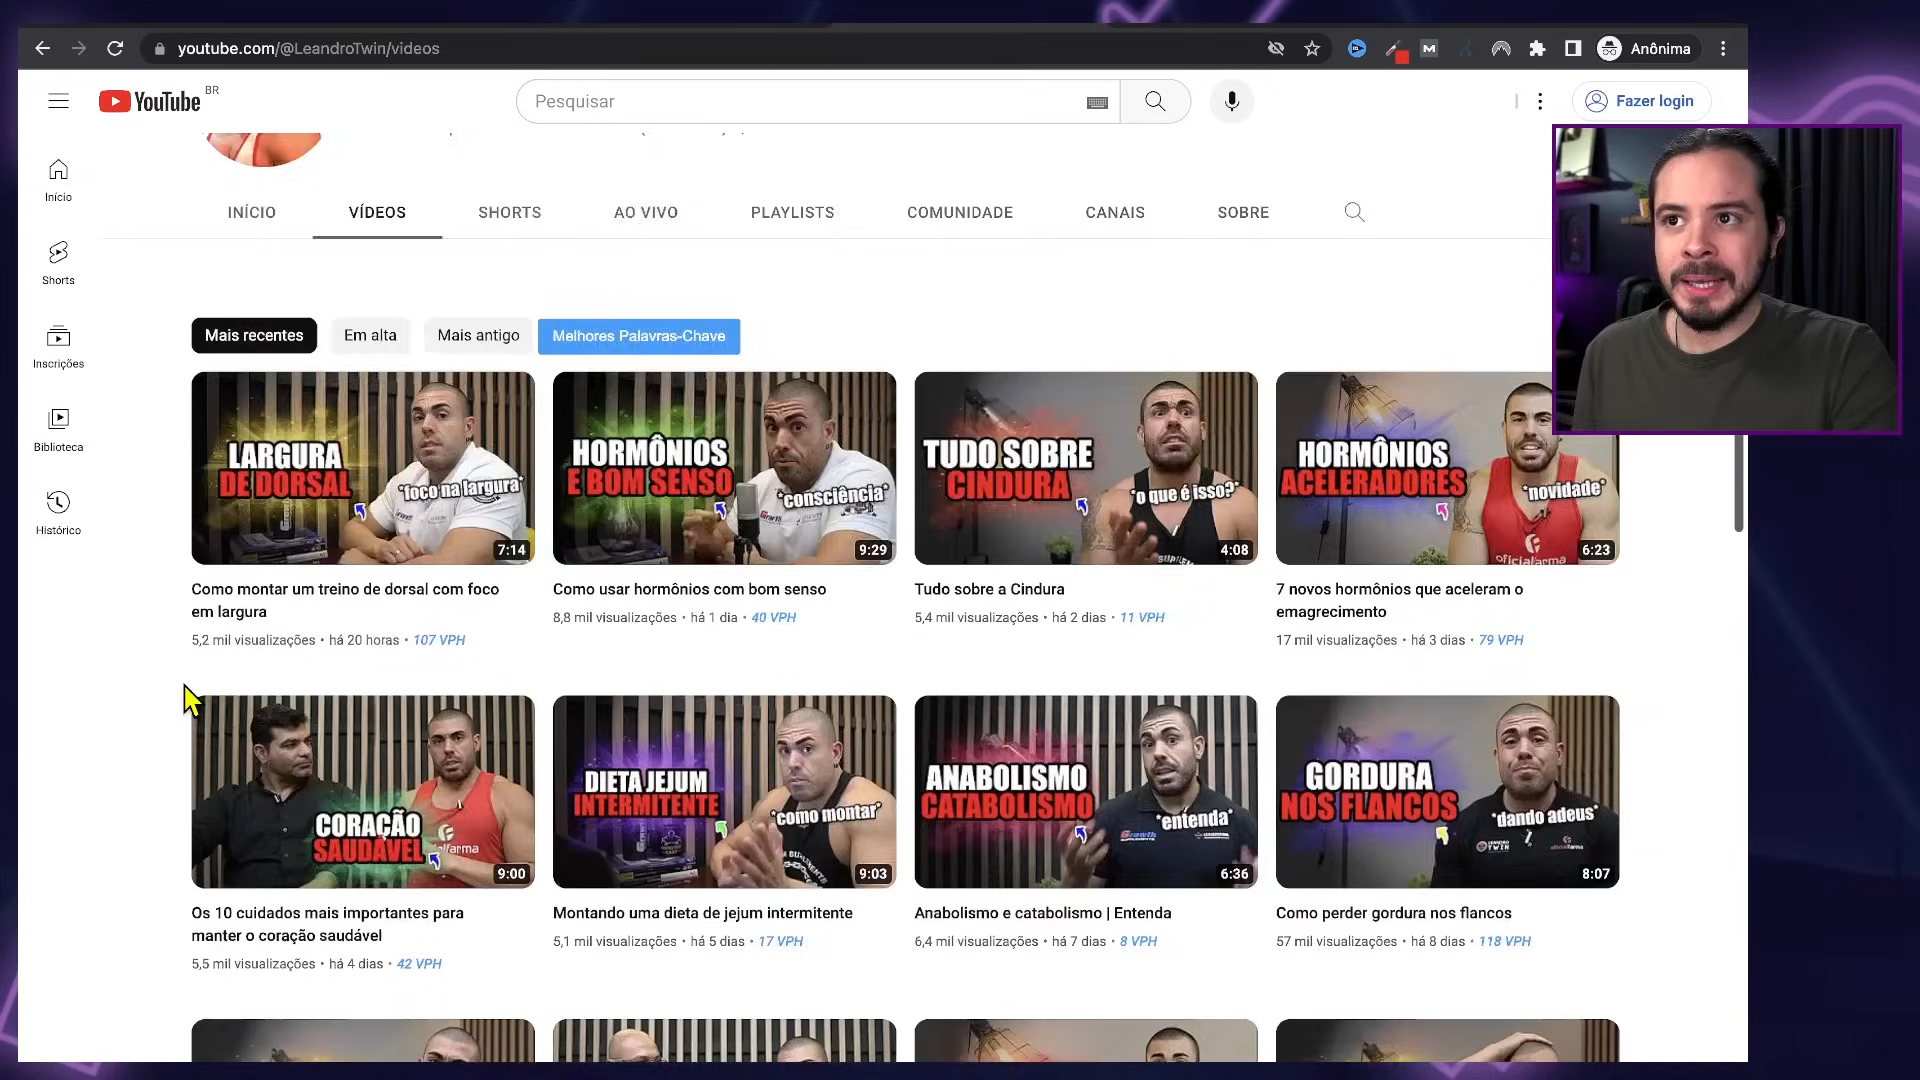 youtube.com/@LeandroTwin/videos
Anônima
YouTube BR
Pesquisar
Fazer login
Início
Shorts
Inscrições
Biblioteca
Histórico
INÍCIO
VÍDEOS
SHORTS
AO VIVO
PLAYLISTS
COMUNIDADE
CANAIS
SOBRE
Mais recentes
Em alta
Mais antigo
Melhores Palavras-Chave
LARGURA
DE DORSAL
*foco na largura*
7:14
HORMÔNIOS
E BOM SENSO
*consciência*
9:29
TUDO SOBRE
CINDURA
*o que é isso?*
4:08
HORMÔNIOS
ACELERADORES
*novidade*
oficialfarma
6:23
Como montar um treino de dorsal com foco
em largura
5,2 mil visualizações • há 20 horas • 107 VPH
Como usar hormônios com bom senso
8,8 mil visualizações • há 1 dia • 40 VPH
Tudo sobre a Cindura
5,4 mil visualizações • há 2 dias • 11 VPH
7 novos hormônios que aceleram o
emagrecimento
17 mil visualizações • há 3 dias • 79 VPH
CORAÇÃO
SAUDÁVEL
9:00
DIETA JEJUM
INTERMITENTE
*como montar*
9:03
ANABOLISMO
CATABOLISMO
*entenda*
Growth
6:36
GORDURA
NOS FLANCOS
*dando adeus*
8:07
Os 10 cuidados mais importantes para
manter o coração saudável
5,5 mil visualizações • há 4 dias • 42 VPH
Montando uma dieta de jejum intermitente
5,1 mil visualizações • há 5 dias • 17 VPH
Anabolismo e catabolismo | Entenda
6,4 mil visualizações • há 7 dias • 8 VPH
Como perder gordura nos flancos
57 mil visualizações • há 8 dias • 118 VPH